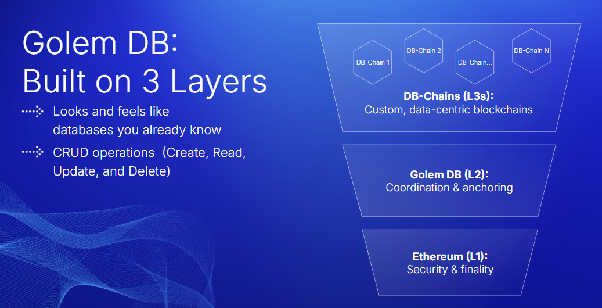 Golem DB:
Built on 3 Layers
Looks and feels like
databases you already know
CRUD operations (Create, Read,
Update, and Delete)
DB-Chain 1
DB-Chain 2
DB-Chain...
DB-Chain N
DB-Chains (L3s):
Custom, data-centric blockchains
Golem DB (L2):
Coordination & anchoring
Ethereum (L1):
Security & finality